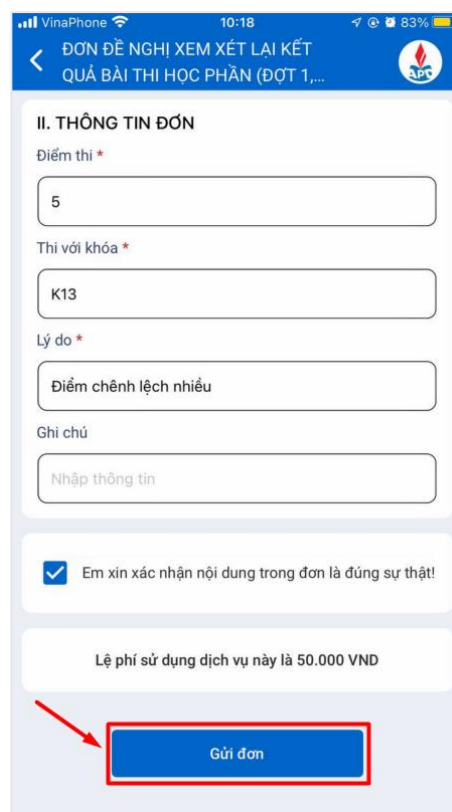 VinaPhone 10:18 83%
ĐƠN ĐỀ NGHỊ XEM XÉT LẠI KẾT
QUẢ BÀI THI HỌC PHẦN (ĐỢT 1,...
APC
II. THÔNG TIN ĐƠN
Điểm thi *
5
Thi với khóa *
K13
Lý do *
Điểm chênh lệch nhiều
Ghi chú
Nhập thông tin
Em xin xác nhận nội dung trong đơn là đúng sự thật!
Lệ phí sử dụng dịch vụ này là 50.000 VND
Gửi đơn